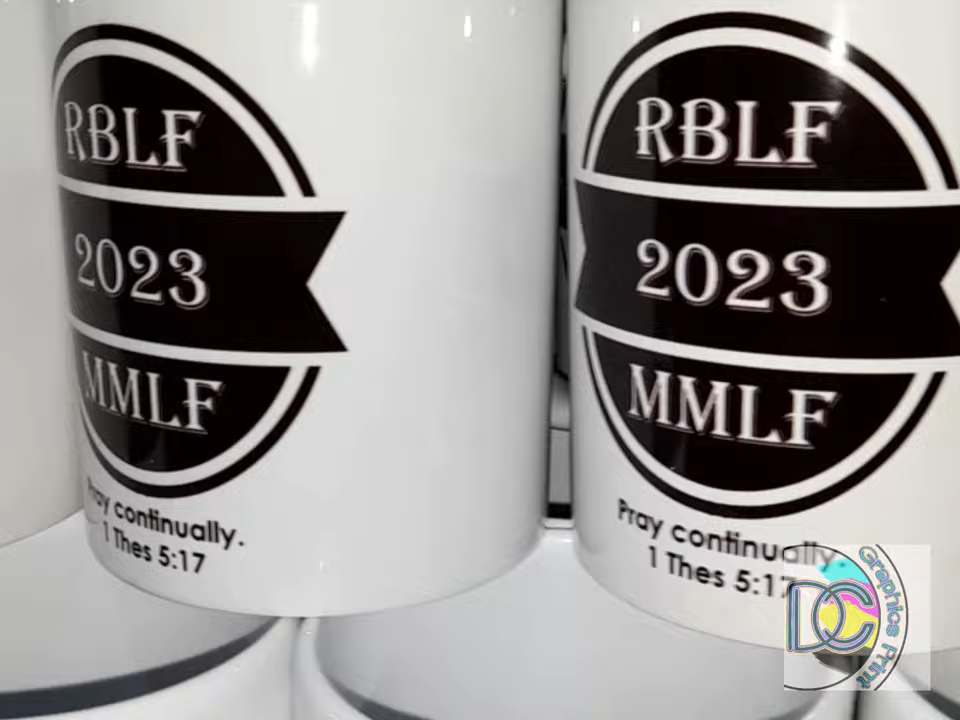 RBLF
2023
MMLF
Pray continually.
1 Thes 5:17
RBLF
2023
MMLF
Pray continually.
1 Thes 5:17
DC
Graphics Print